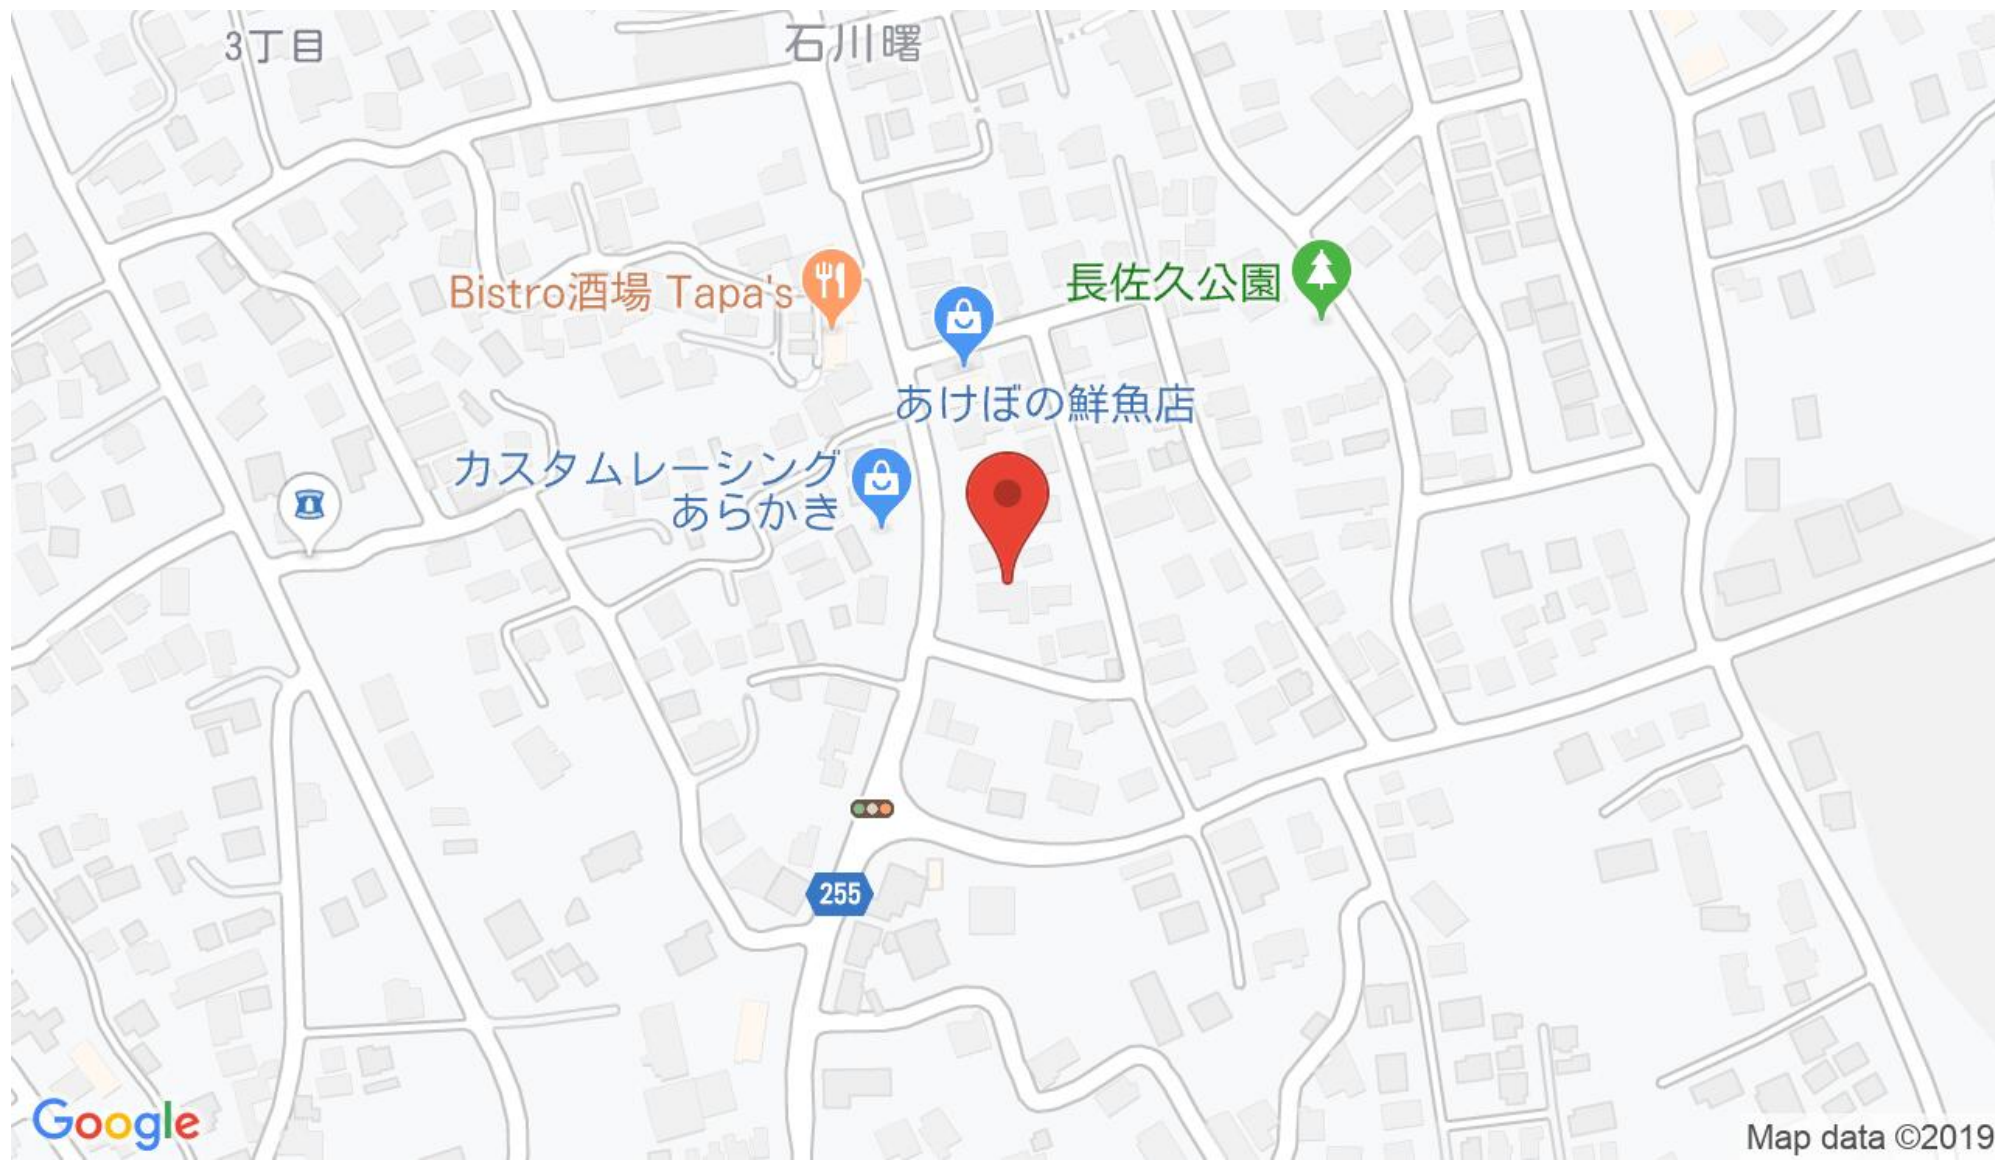 3丁目
石川曙
Bistro酒場 Tapa's
長佐久公園
あけぼの鮮魚店
カスタムレーシング
あらかき
255
Google
Map data ©2019